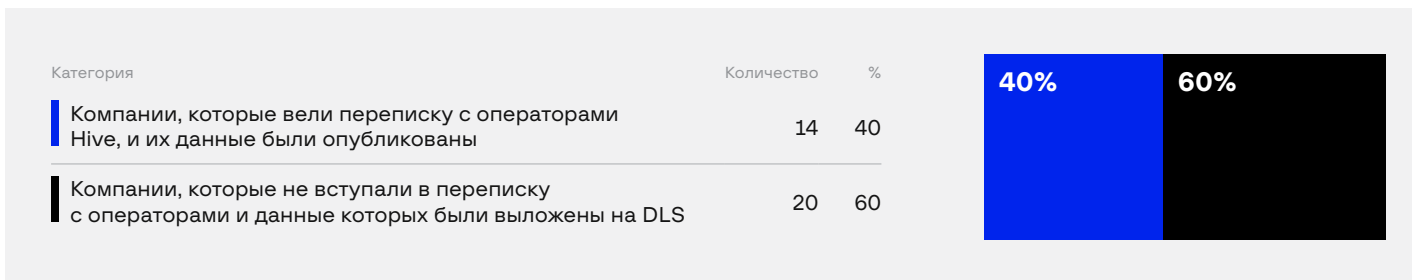 Категория Количество %
Компании, которые вели переписку с операторами
Hive, и их данные были опубликованы
14 40
Компании, которые не вступали в переписку
с операторами и данные которых были выложены на DLS
20 60
40% 60%